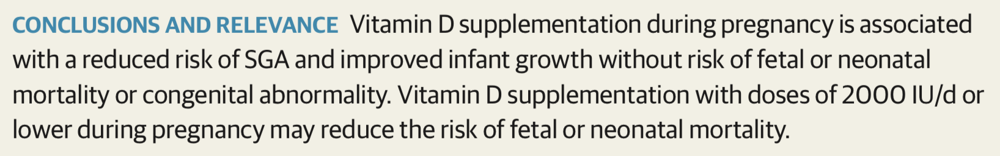 CONCLUSIONS AND RELEVANCE Vitamin D supplementation during pregnancy is associated
with a reduced risk of SGA and improved infant growth without risk of fetal or neonatal
mortality or congenital abnormality. Vitamin D supplementation with doses of 2000 IU/d or
lower during pregnancy may reduce the risk of fetal or neonatal mortality.